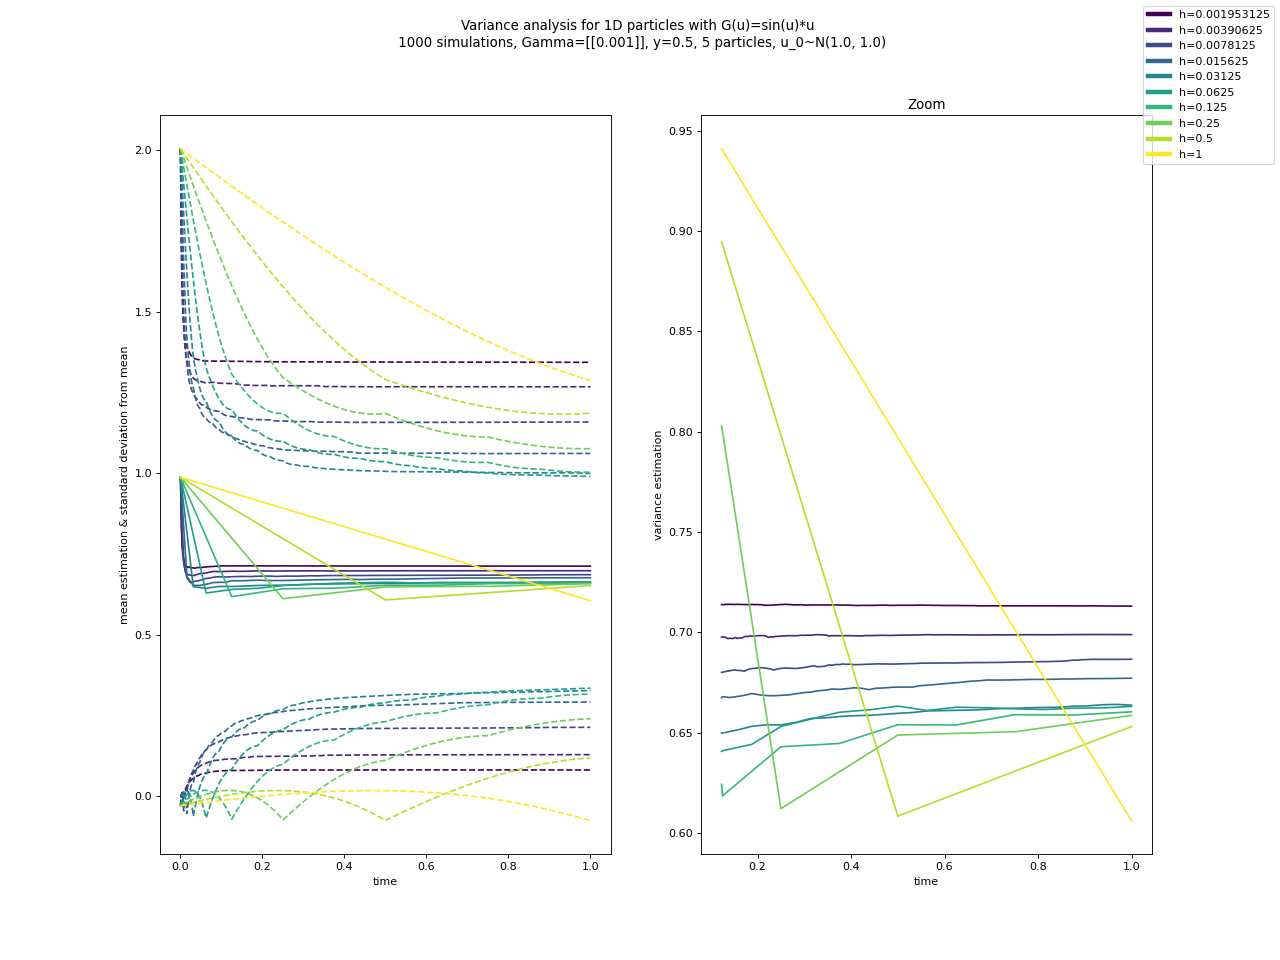 Variance analysis for 1D particles with G(u)=sin(u)*u
1000 simulations, Gamma=[[0.001]], y=0.5, 5 particles, u_0~N(1.0, 1.0)
h=0.001953125
h=0.00390625
h=0.0078125
h=0.015625
h=0.03125
h=0.0625
h=0.125
h=0.25
h=0.5
h=1
mean estimation & standard deviation from mean
2.0
1.5
1.0
0.5
0.0
0.0 0.2 0.4 0.6 0.8 1.0
time
Zoom
variance estimation
0.95
0.90
0.85
0.80
0.75
0.70
0.65
0.60
0.2 0.4 0.6 0.8 1.0
time